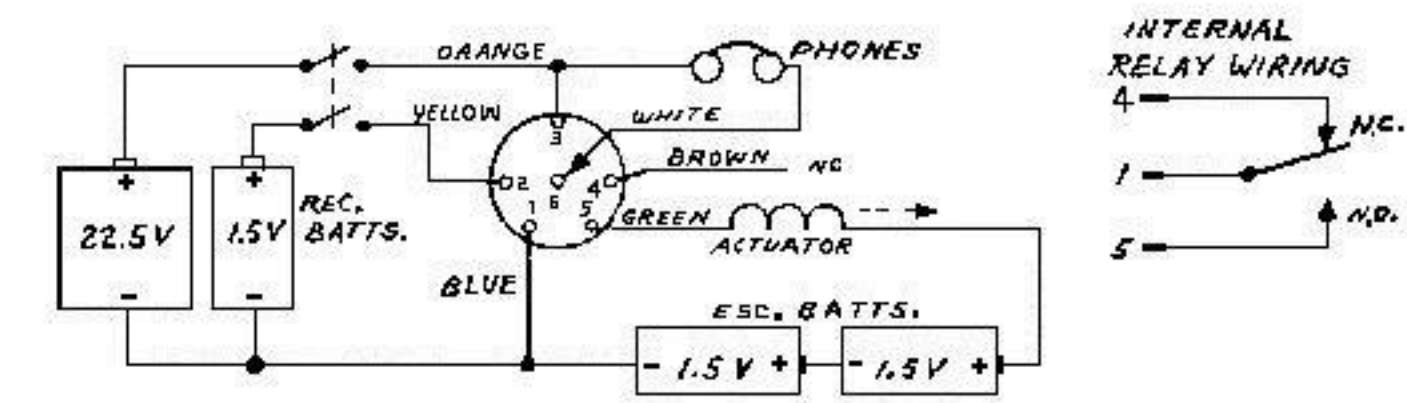 ORANGE
PHONES
YELLOW
WHITE
BROWN
NC
GREEN
ACTUATOR
BLUE
3
2
6
4
1
5
+
+
22.5V
1.5V
REC.
BATTS.
-
-
ESC. BATTS.
- 1.5 V +
- 1.5V +
INTERNAL
RELAY WIRING
4
N.C.
1
N.O.
5